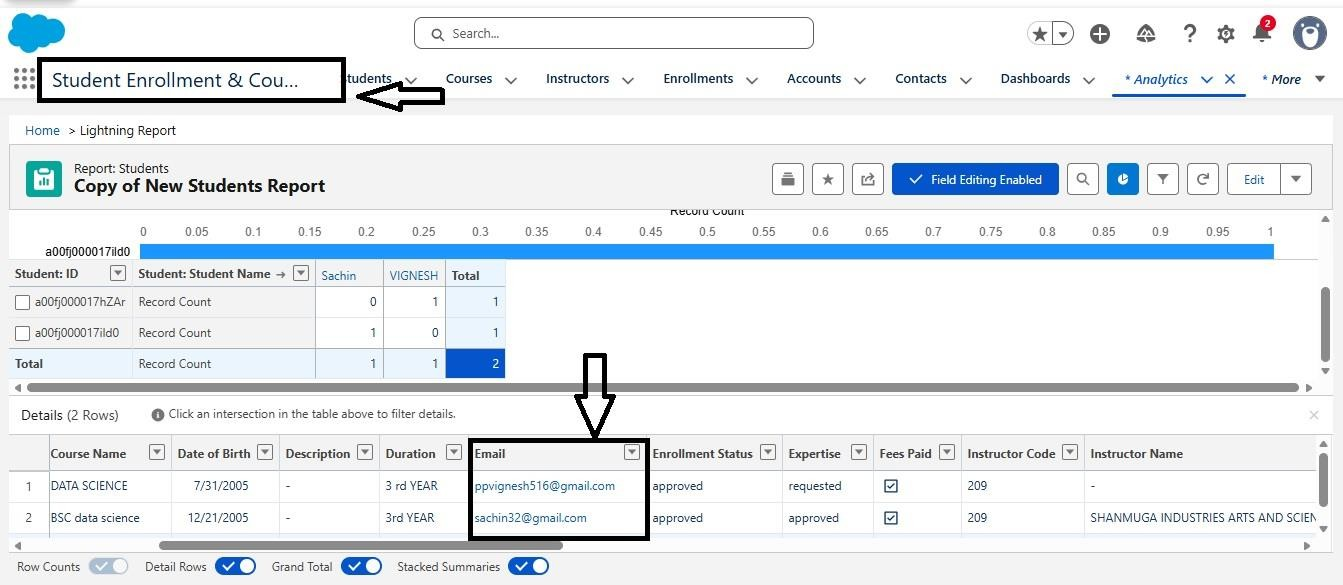 Search...
2
Student Enrollment & Cou...
Students
Courses
Instructors
Enrollments
Accounts
Contacts
Dashboards
* Analytics
* More
Home > Lightning Report
Report: Students
Copy of New Students Report
Field Editing Enabled
Edit
Record Count
0 0.05 0.1 0.15 0.2 0.25 0.3 0.35 0.4 0.45 0.5 0.55 0.6 0.65 0.7 0.75 0.8 0.85 0.9 0.95 1
a00fj000017ild0
Student: ID Student: Student Name → Sachin VIGNESH Total
a00fj000017hZAr Record Count 0 1 1
a00fj000017ild0 Record Count 1 0 1
Total Record Count 1 1 2
Details (2 Rows) Click an intersection in the table above to filter details.
Course Name Date of Birth Description Duration Email Enrollment Status Expertise Fees Paid Instructor Code Instructor Name
1 DATA SCIENCE 7/31/2005 - 3 rd YEAR ppvignesh516@gmail.com approved requested 209 -
2 BSC data science 12/21/2005 - 3rd YEAR sachin32@gmail.com approved approved 209 SHANMUGA INDUSTRIES ARTS AND SCIEN
Row Counts Detail Rows Grand Total Stacked Summaries